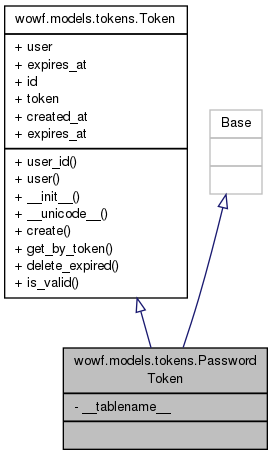 wowf.models.tokens.Token
+ user
+ expires_at
+ id
+ token
+ created_at
+ expires_at
+ user_id()
+ user()
+ __init__()
+ __unicode__()
+ create()
+ get_by_token()
+ delete_expired()
+ is_valid()
Base
wowf.models.tokens.Password
Token
- __tablename__